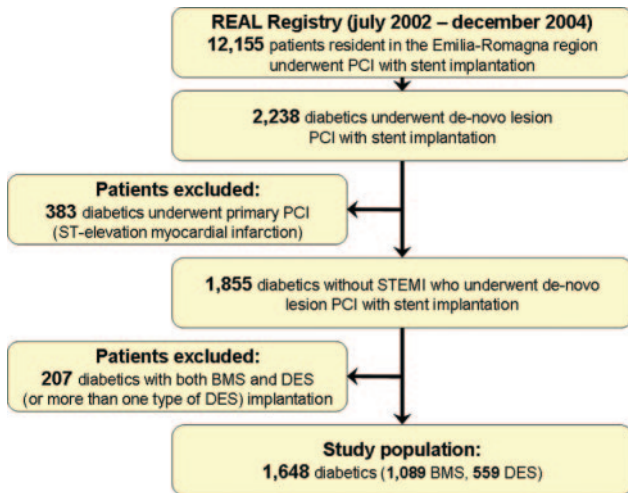 REAL Registry (july 2002 – december 2004)
12,155 patients resident in the Emilia-Romagna region
underwent PCI with stent implantation
2,238 diabetics underwent de-novo lesion
PCI with stent implantation
Patients excluded:
383 diabetics underwent primary PCI
(ST-elevation myocardial infarction)
1,855 diabetics without STEMI who underwent de-novo
lesion PCI with stent implantation
Patients excluded:
207 diabetics with both BMS and DES
(or more than one type of DES) implantation
Study population:
1,648 diabetics (1,089 BMS, 559 DES)